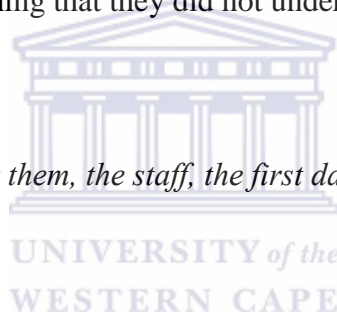 ing that they did not under
them, the staff, the first da
UNIVERSITY of the
WESTERN CAPE